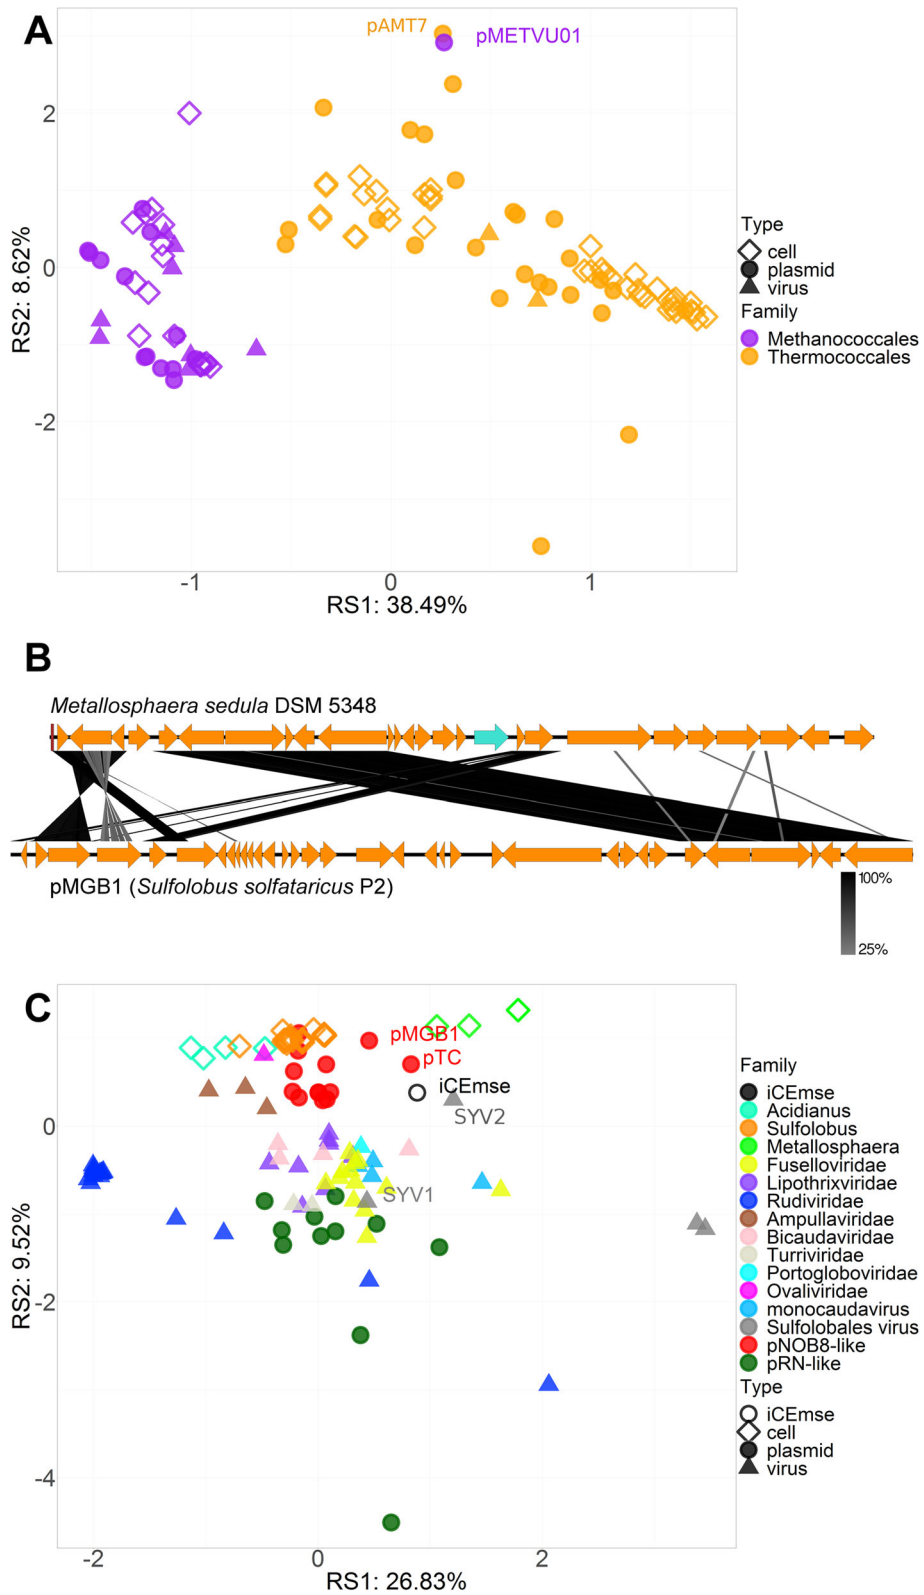 A
pAMT7
pMETVU01
2
0
-2
RS2: 8.62%
-1
0
1
RS1: 38.49%
Type
cell
plasmid
virus
Family
Methanococcales
Thermococcales
B
Metallosphaera sedula DSM 5348
pMGB1 (Sulfolobus solfataricus P2)
100%
25%
C
pMGB1
pTC
iCEmse
SYV2
SYV1
0
-2
-4
RS2: 9.52%
-2
0
2
RS1: 26.83%
Family
iCEmse
Acidianus
Sulfolobus
Metallosphaera
Fuselloviridae
Lipothrixviridae
Rudiviridae
Ampullaviridae
Bicaudaviridae
Turriviridae
Portogloboviridae
Ovaliviridae
monocaudavirus
Sulfolobales virus
pNOB8-like
pRN-like
Type
iCEmse
cell
plasmid
virus